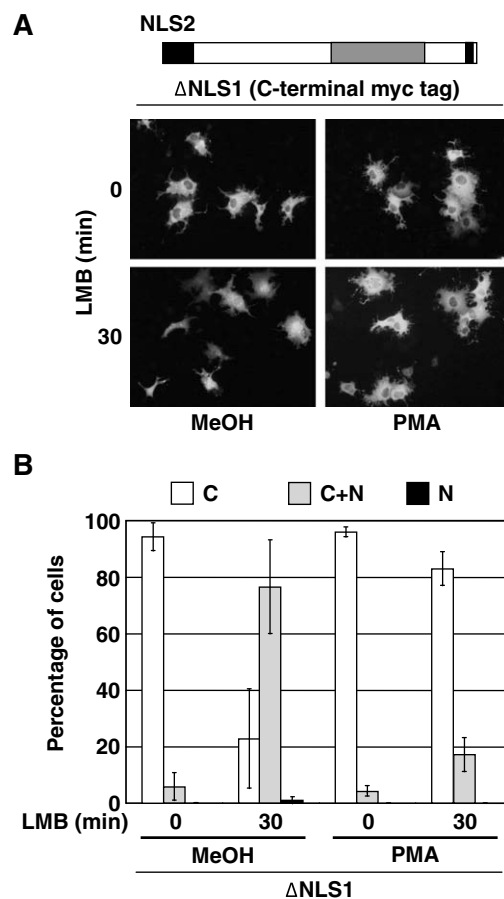 A
NLS2
ΔNLS1 (C-terminal myc tag)
LMB (min)
0
30
MeOH PMA
B
C C+N N
Percentage of cells
100
80
60
40
20
0
LMB (min) 0 30 0 30
MeOH PMA
ΔNLS1